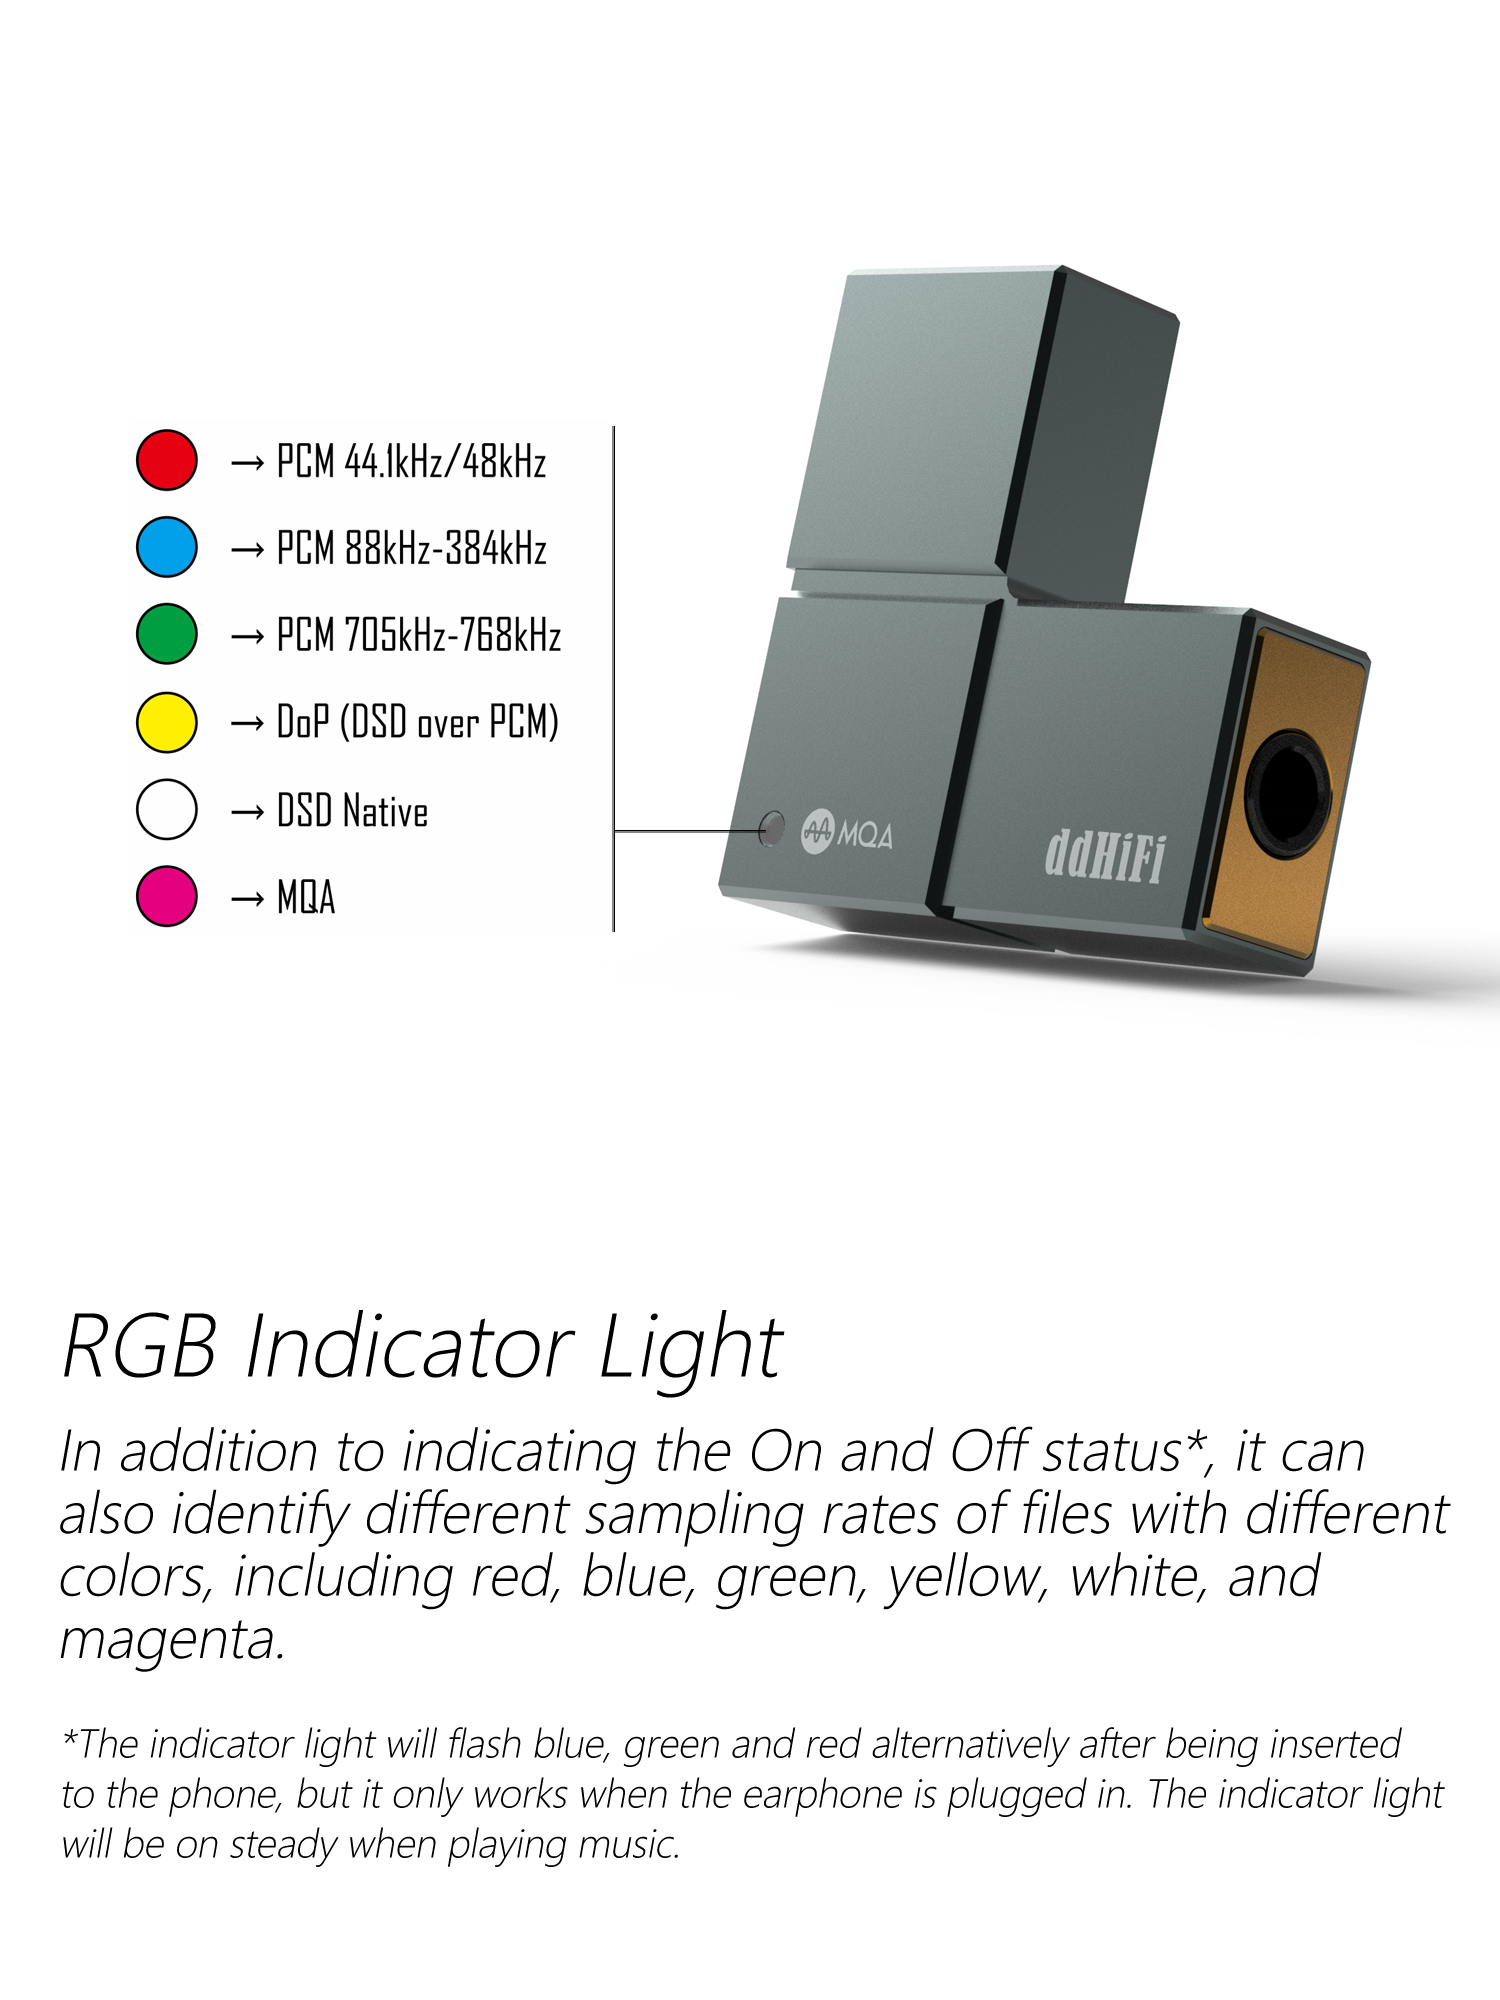 → PCM 44.1kHz/48kHz
→ PCM 88kHz-384kHz
→ PCM 705kHz-768kHz
→ DoP (DSD over PCM)
→ DSD Native
→ MQA
MQA
ddHiFi
RGB Indicator Light
In addition to indicating the On and Off status*, it can
also identify different sampling rates of files with different
colors, including red, blue, green, yellow, white, and
magenta.
*The indicator light will flash blue, green and red alternatively after being inserted
to the phone, but it only works when the earphone is plugged in. The indicator light
will be on steady when playing music.